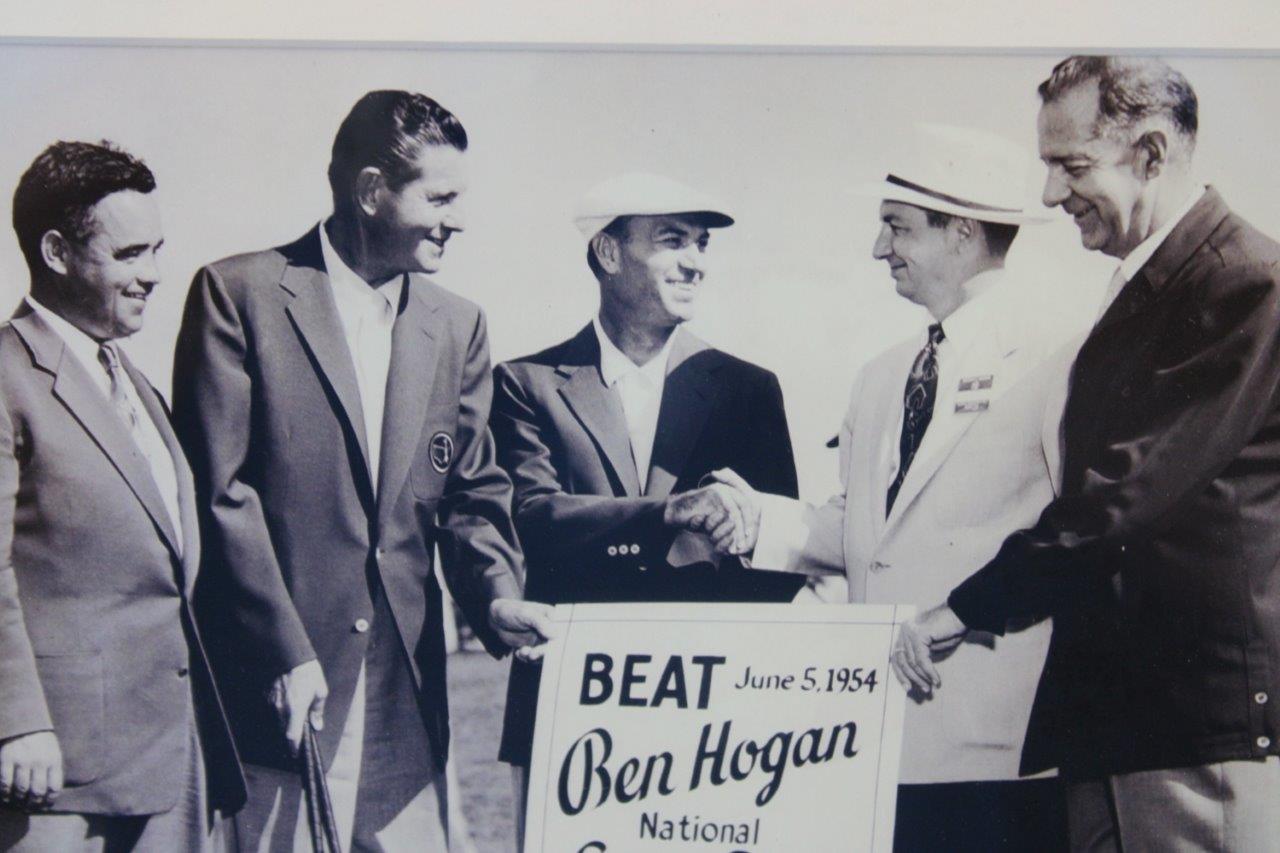 BEAT June 5, 1954
Ben Hogan
National